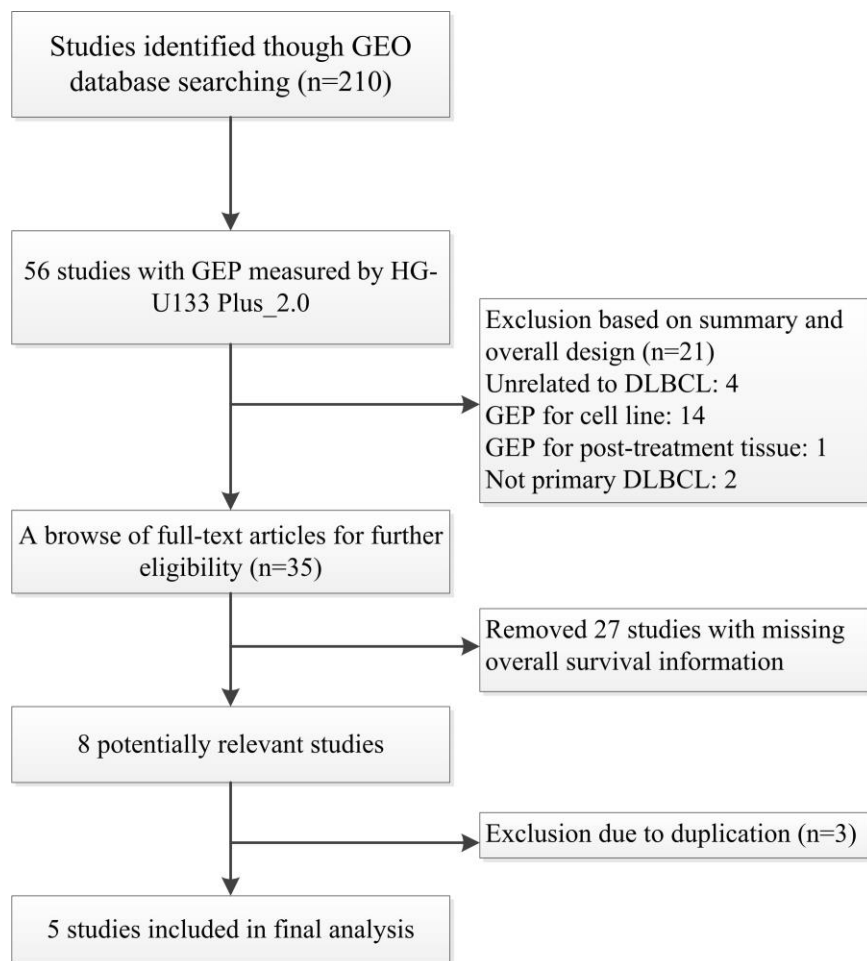 Studies identified though GEO
database searching (n=210)
56 studies with GEP measured by HG-
U133 Plus_2.0
Exclusion based on summary and
overall design (n=21)
Unrelated to DLBCL: 4
GEP for cell line: 14
GEP for post-treatment tissue: 1
Not primary DLBCL: 2
A browse of full-text articles for further
eligibility (n=35)
Removed 27 studies with missing
overall survival information
8 potentially relevant studies
Exclusion due to duplication (n=3)
5 studies included in final analysis